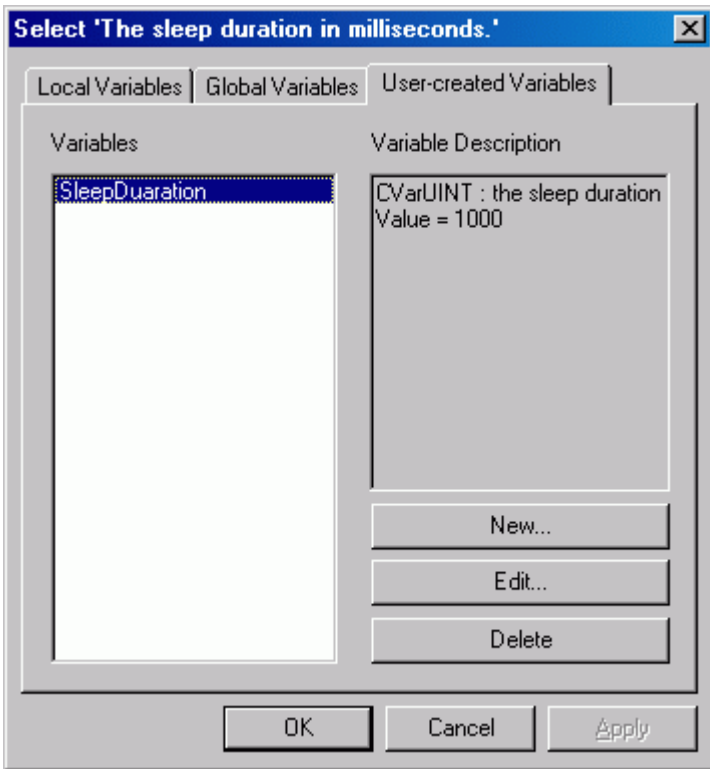 Select 'The sleep duration in milliseconds.'
Local Variables
Global Variables
User-created Variables
Variables
Variable Description
SleepDuaration
CVarUINT : the sleep duration
Value = 1000
New...
Edit...
Delete
OK
Cancel
Apply